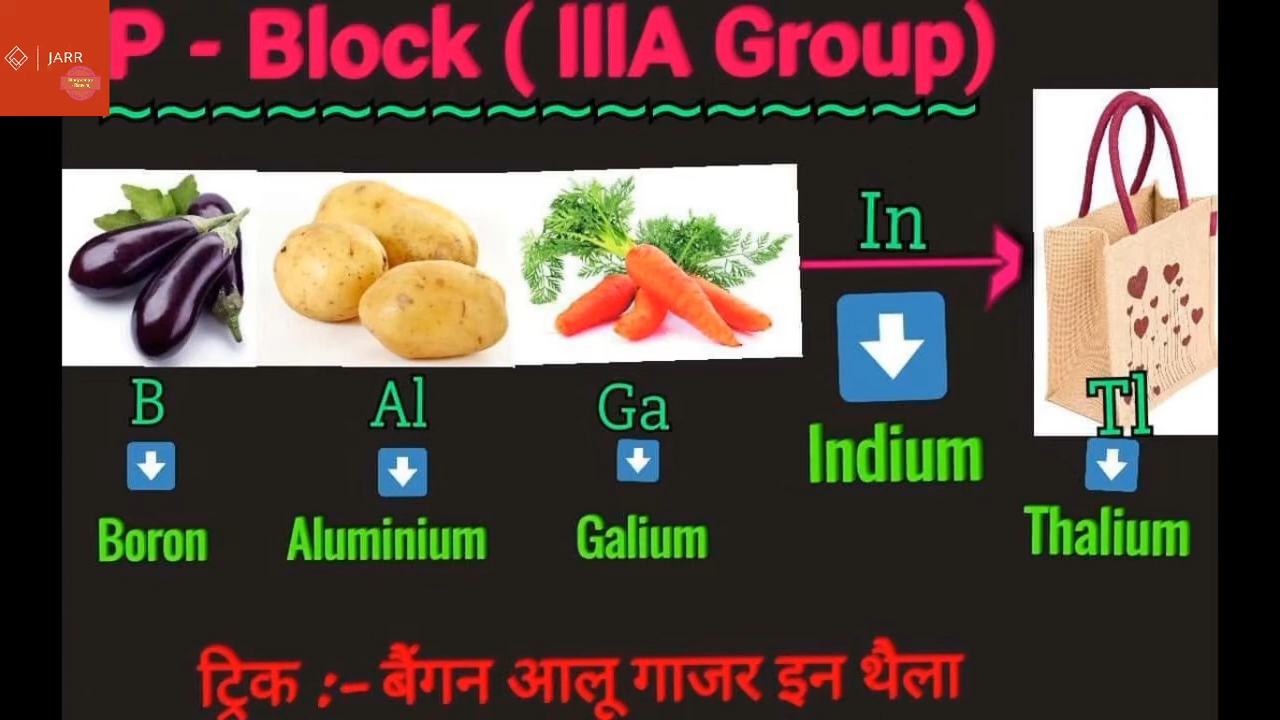 JARR
P - Block ( IIIA Group)
In
B Al Ga Tl
Indium
Boron Aluminium Galium Thalium
ट्रिक :- बैंगन आलू गाजर इन थैला